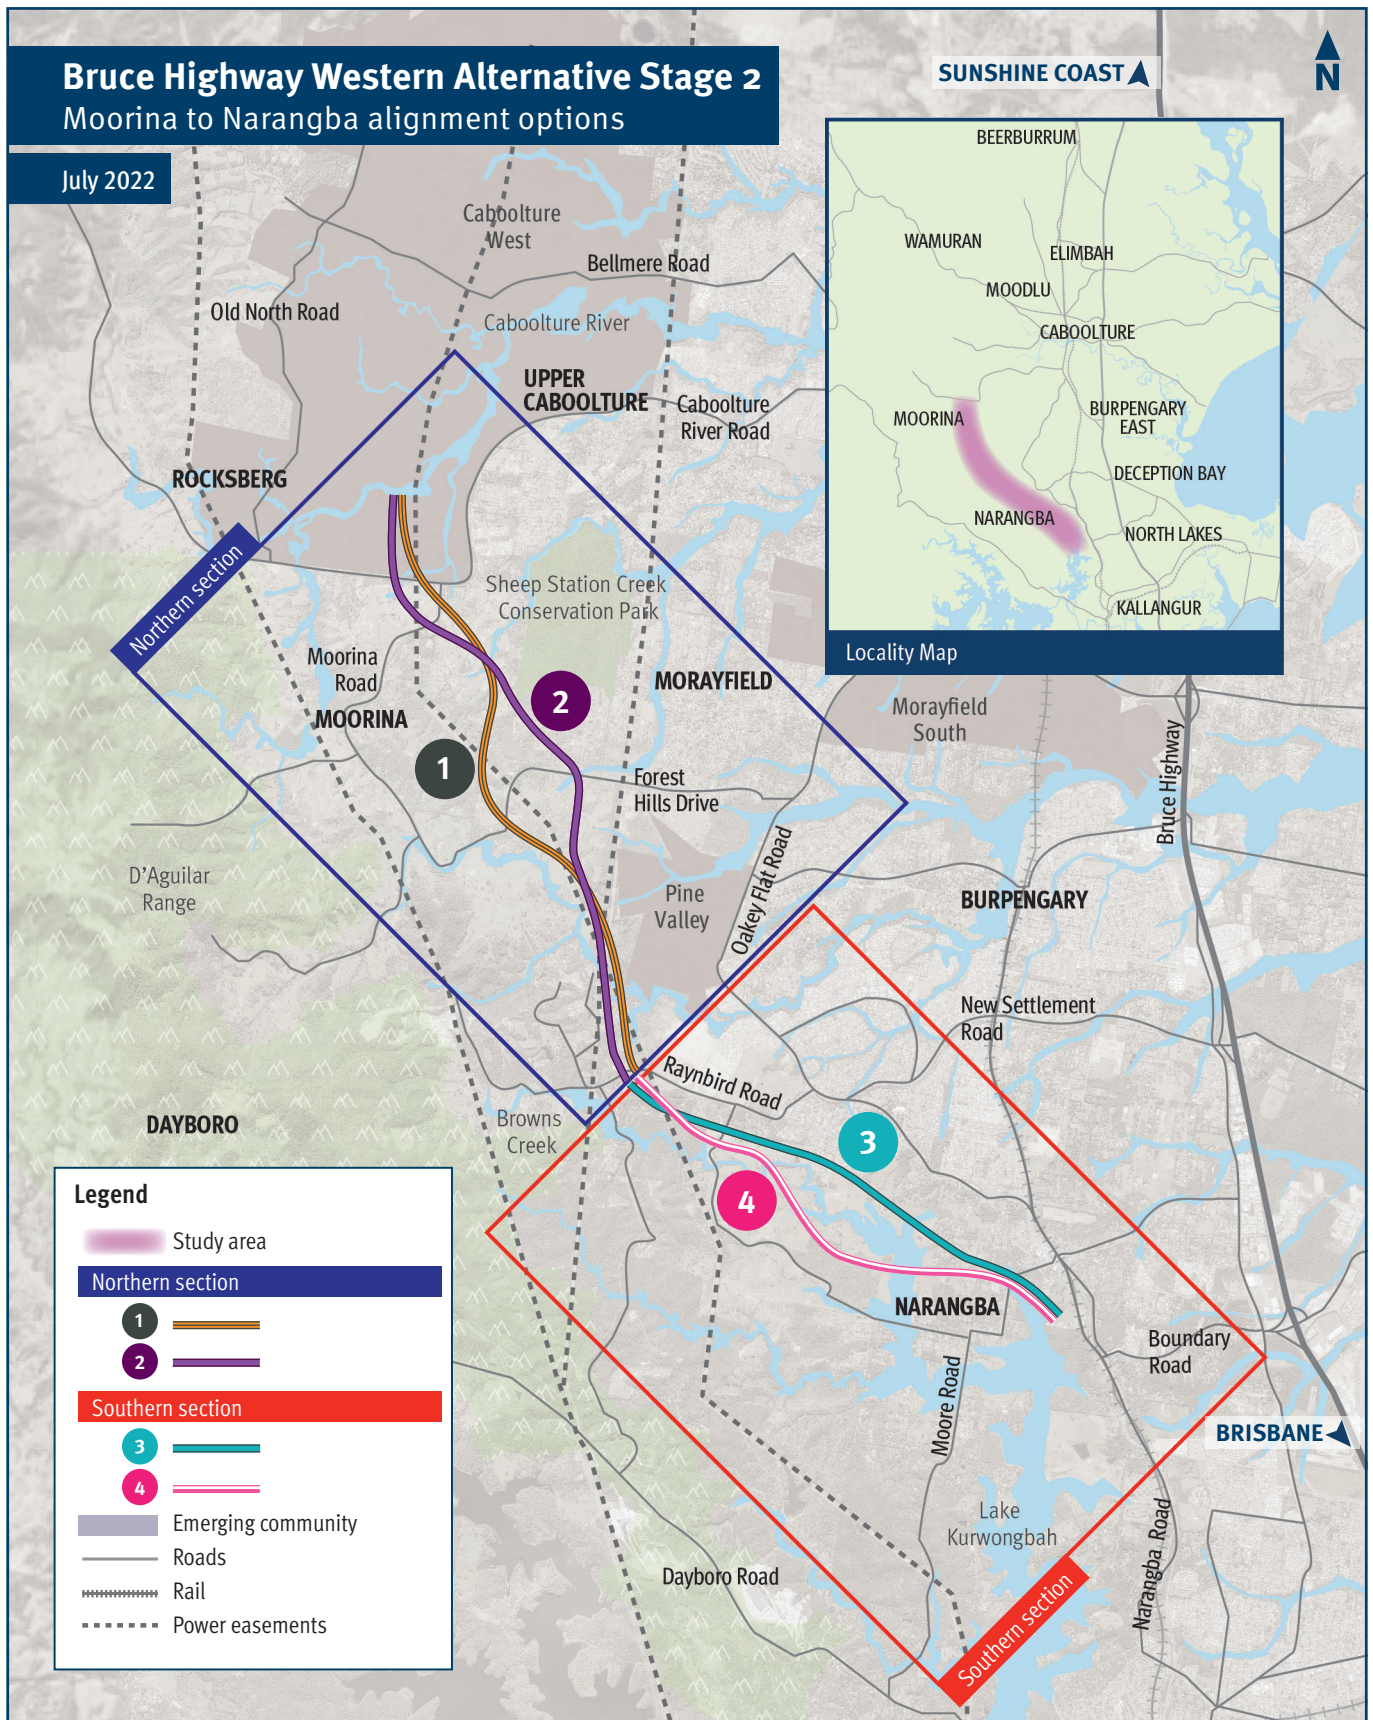 Bruce Highway Western Alternative Stage 2
Moorina to Narangba alignment options
July 2022
SUNSHINE COAST
N
BEERBURRUM
WAMURAN
ELIMBAH
MOODLU
CABOOLTURE
MOORINA
BURPENGARY
EAST
DECEPTION BAY
NARANGBA
NORTH LAKES
KALLANGUR
Locality Map
Caboolture
West
Bellmere Road
Old North Road
Caboolture River
UPPER
CABOOLTURE
Caboolture
River Road
ROCKSBERG
Northern section
Sheep Station Creek
Conservation Park
Moorina
Road
MORAYFIELD
2
MOORINA
Morayfield
South
1
Forest
Hills Drive
Bruce Highway
D'Aguilar
Range
Pine
Valley
Oakey Flat Road
BURPENGARY
New Settlement
Road
Raynbird Road
DAYBORO
Browns
Creek
3
4
NARANGBA
Boundary
Road
Moore Road
BRISBANE
Lake
Kurwongbah
Narangba Road
Dayboro Road
Southern section
Legend
Study area
Northern section
1
2
Southern section
3
4
Emerging community
Roads
Rail
Power easements